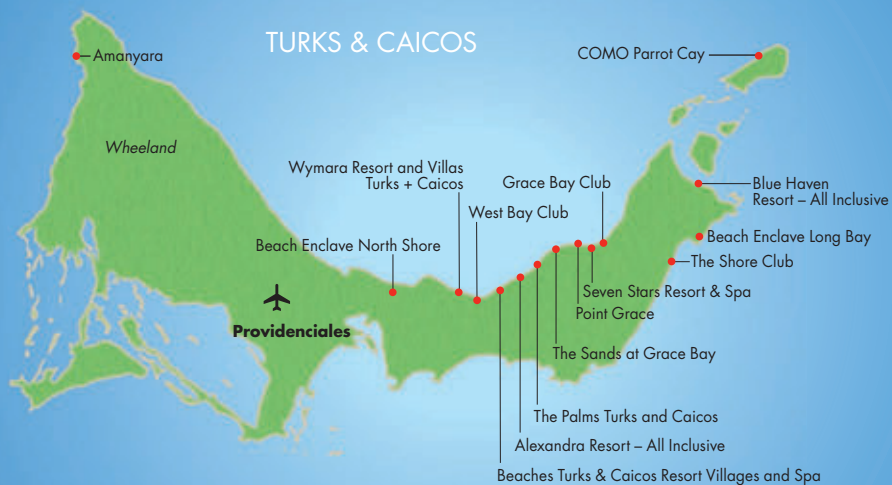 TURKS & CAICOS
Amanyara
COMO Parrot Cay
Wheeland
Wymara Resort and Villas
Turks + Caicos
Grace Bay Club
Blue Haven
Resort – All Inclusive
West Bay Club
Beach Enclave North Shore
Beach Enclave Long Bay
The Shore Club
Seven Stars Resort & Spa
Point Grace
Providenciales
The Sands at Grace Bay
The Palms Turks and Caicos
Alexandra Resort – All Inclusive
Beaches Turks & Caicos Resort Villages and Spa